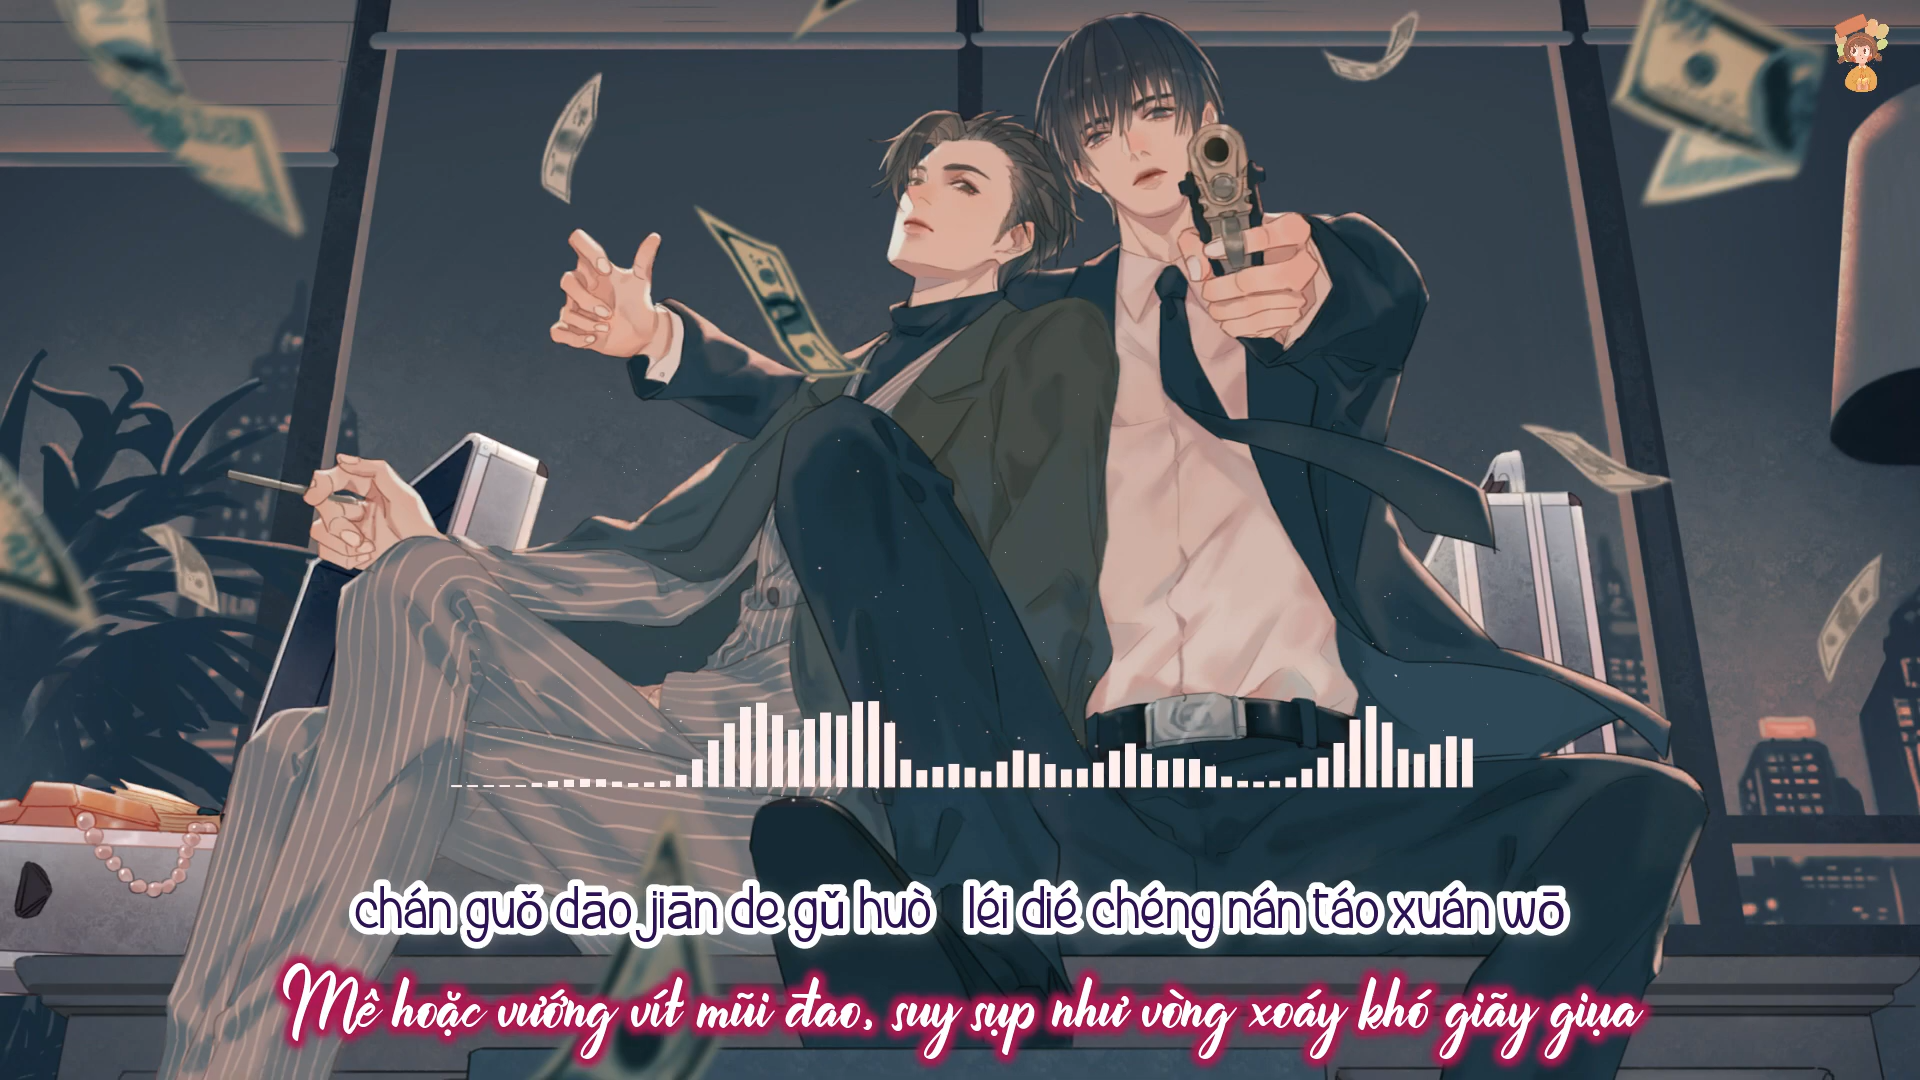 chán guǒ dāo jiān de gǔ huò   léi dié chéng nán táo xuán wō
Mê hoặc vướng vít mũi đao, suy sụp như vòng xoáy khó giãy giụa